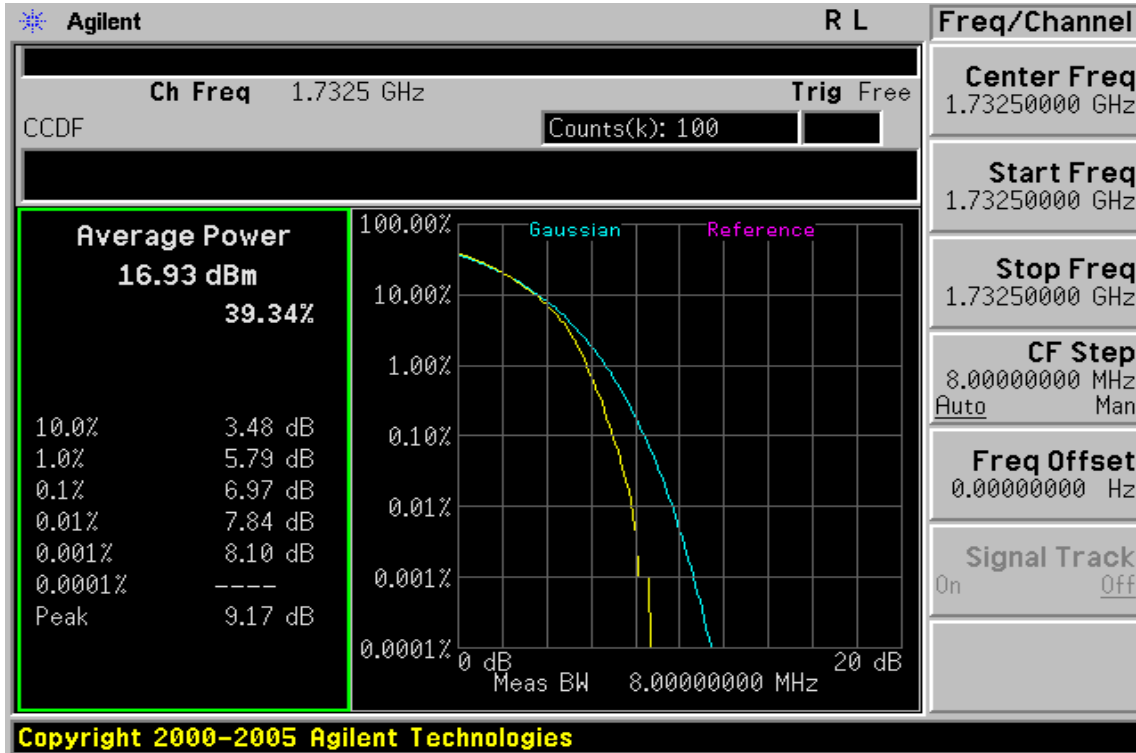 Agilent
R L
Ch Freq 1.7325 GHz
Trig Free
CCDF
Counts(k): 100
Average Power
16.93 dBm
39.34%
10.0% 3.48 dB
1.0% 5.79 dB
0.1% 6.97 dB
0.01% 7.84 dB
0.001% 8.10 dB
0.0001% ----
Peak 9.17 dB
Gaussian
Reference
100.00%
10.00%
1.00%
0.10%
0.01%
0.001%
0.0001%
0 dB
20 dB
Meas BW 8.00000000 MHz
Freq/Channel
Center Freq
1.73250000 GHz
Start Freq
1.73250000 GHz
Stop Freq
1.73250000 GHz
CF Step
8.00000000 MHz
Auto Man
Freq Offset
0.00000000 Hz
Signal Track
On Off
Copyright 2000-2005 Agilent Technologies